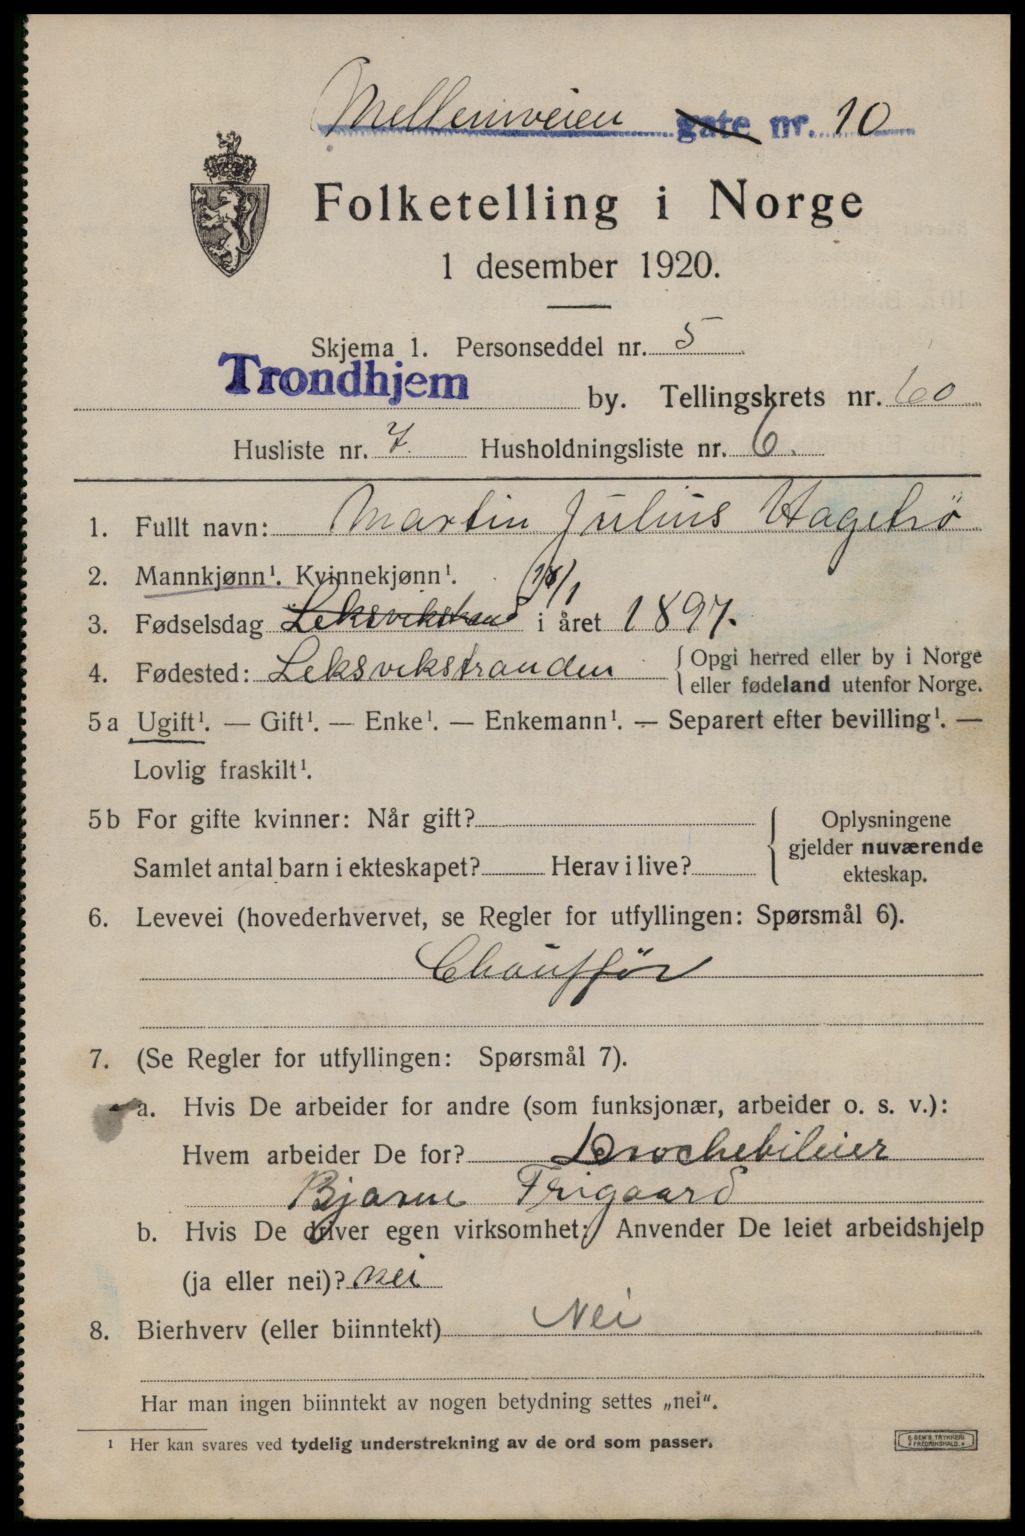 Mellemveien gate nr. 10
Folketelling i Norge
1 desember 1920.
Skjema 1. Personseddel nr. 5
Trondhjem by. Tellingskrets nr. 60
Husliste nr. 7. Husholdningsliste nr. 6.
1. Fullt navn: Martin Julius Hagetrø
2. Mannkjønn¹. Kvinnekjønn¹.
3. Fødselsdag Leksvikstrand i året 1897.
4. Fødested: Leksvikstranden
Opgi herred eller by i Norge
eller fødeland utenfor Norge.
5a Ugift¹. — Gift¹. — Enke¹. — Enkemann¹. — Separert efter bevilling¹. —
Lovlig fraskilt¹.
5b For gifte kvinner: Når gift?
Samlet antal barn i ekteskapet? Herav i live?
Oplysningene
gjelder nuværende
ekteskap.
6. Levevei (hovederhvervet, se Regler for utfyllingen: Spørsmål 6).
Chauffør
7. (Se Regler for utfyllingen: Spørsmål 7).
a. Hvis De arbeider for andre (som funksjonær, arbeider o. s. v.):
Hvem arbeider De for? Drochebileier
Bjarne Frigaard
b. Hvis De driver egen virksomhet: Anvender De leiet arbeidshjelp
(ja eller nei)? nei
8. Bierhverv (eller biinntekt) Nei
Har man ingen biinntekt av nogen betydning settes „nei“.
¹ Her kan svares ved tydelig understrekning av de ord som passer.